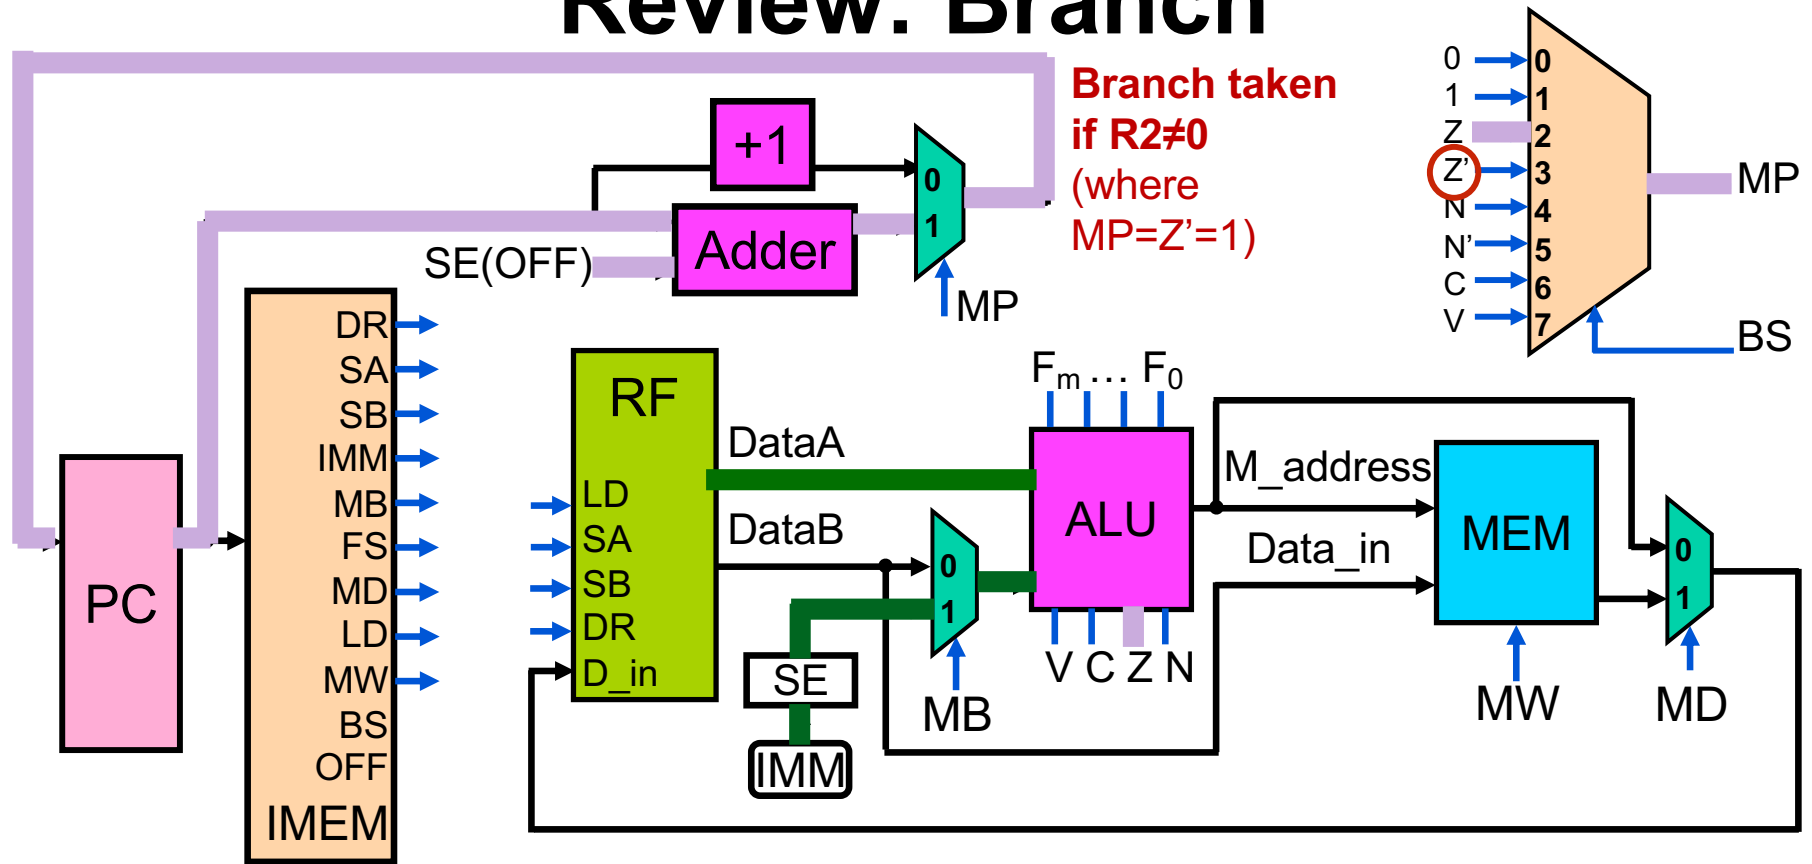 Review: Branch
Branch taken
if R2≠0
(where
MP=Z'=1)
+1
0
1
Adder
SE(OFF)
MP
0
1
Z
Z'
N
N'
C
V
0
1
2
3
4
5
6
7
MP
BS
PC
DR
SA
SB
IMM
MB
FS
MD
LD
MW
BS
OFF
IMEM
RF
LD
SA
SB
DR
D_in
DataA
DataB
0
1
SE
IMM
MB
Fm ... F0
ALU
V C Z N
M_address
Data_in
MEM
MW
0
1
MD